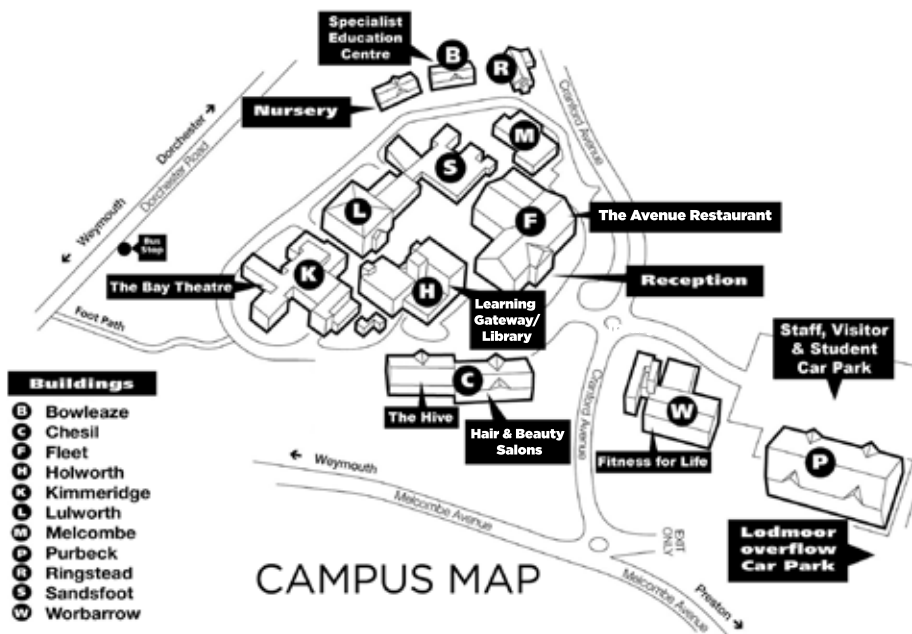 Specialist
Education
Centre
B
R
Nursery
Cranford Avenue
Dorchester
Dorchester Road
Weymouth
M
S
L
F
The Avenue Restaurant
Bus
Stop
K
The Bay Theatre
H
Reception
Learning
Gateway/
Library
Foot Path
Staff, Visitor
& Student
Car Park
C
The Hive
Hair & Beauty
Salons
Cranford Avenue
W
Fitness for Life
P
Weymouth
Melcombe Avenue
EXIT
ONLY
Lodmoor
overflow
Car Park
Melcombe Avenue
Preston
Buildings
B Bowleaze
C Chesil
F Fleet
H Holworth
K Kimmeridge
L Lulworth
M Melcombe
P Purbeck
R Ringstead
S Sandsfoot
W Worbarrow
CAMPUS MAP